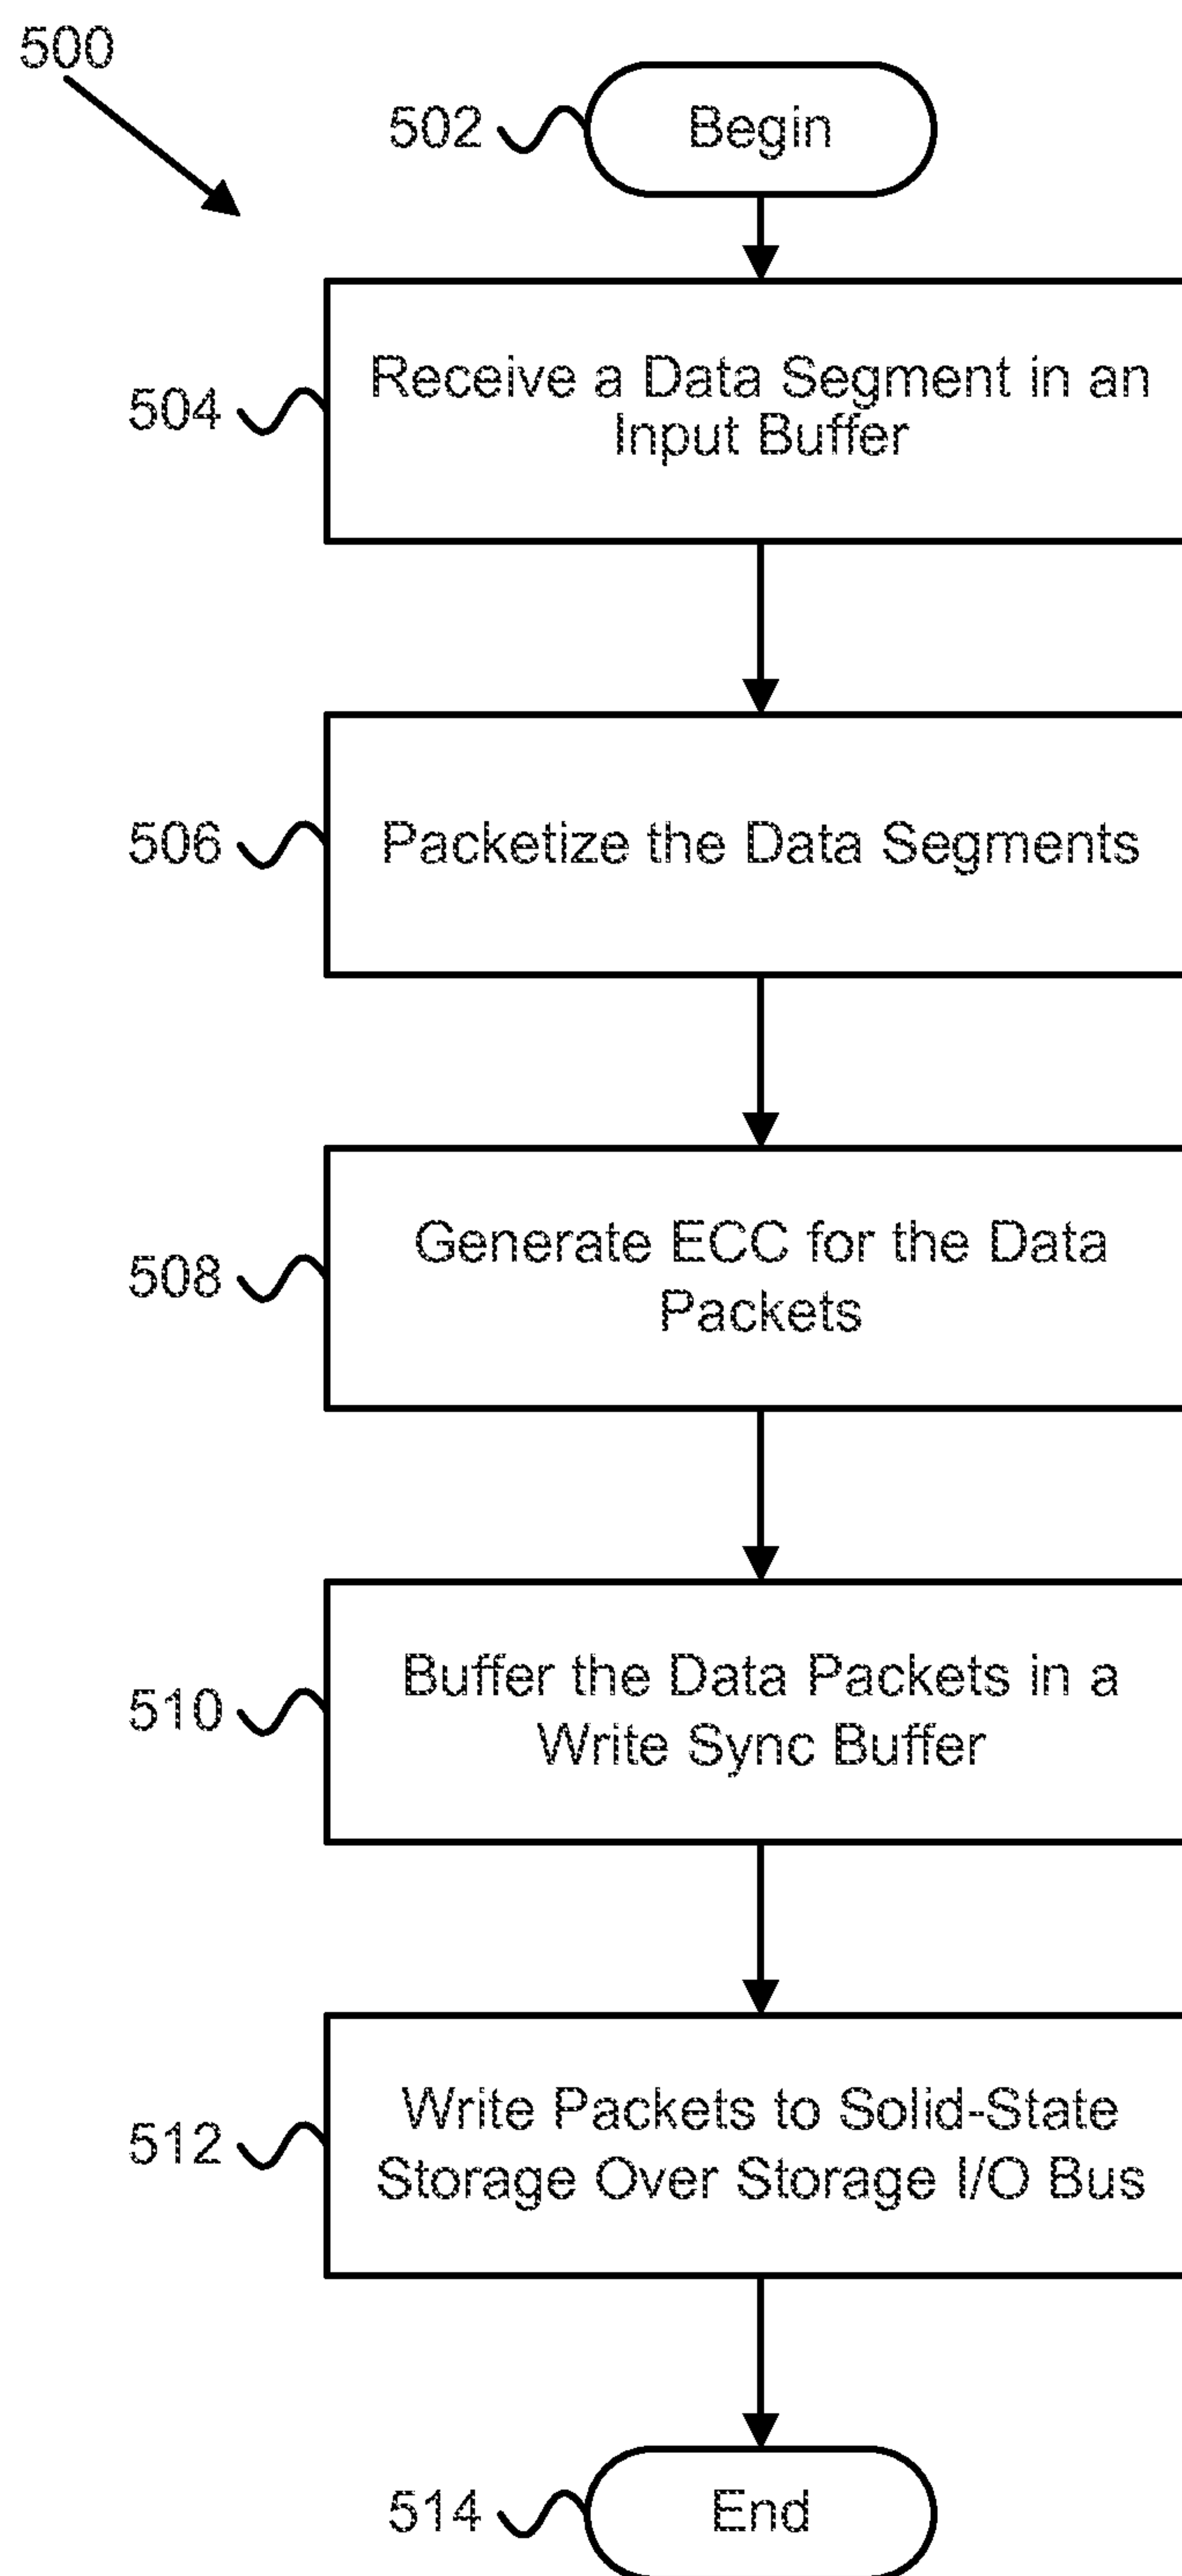 500
502
Begin
504
Receive a Data Segment in an
Input Buffer
506
Packetize the Data Segments
508
Generate ECC for the Data
Packets
510
Buffer the Data Packets in a
Write Sync Buffer
512
Write Packets to Solid-State
Storage Over Storage I/O Bus
514
End